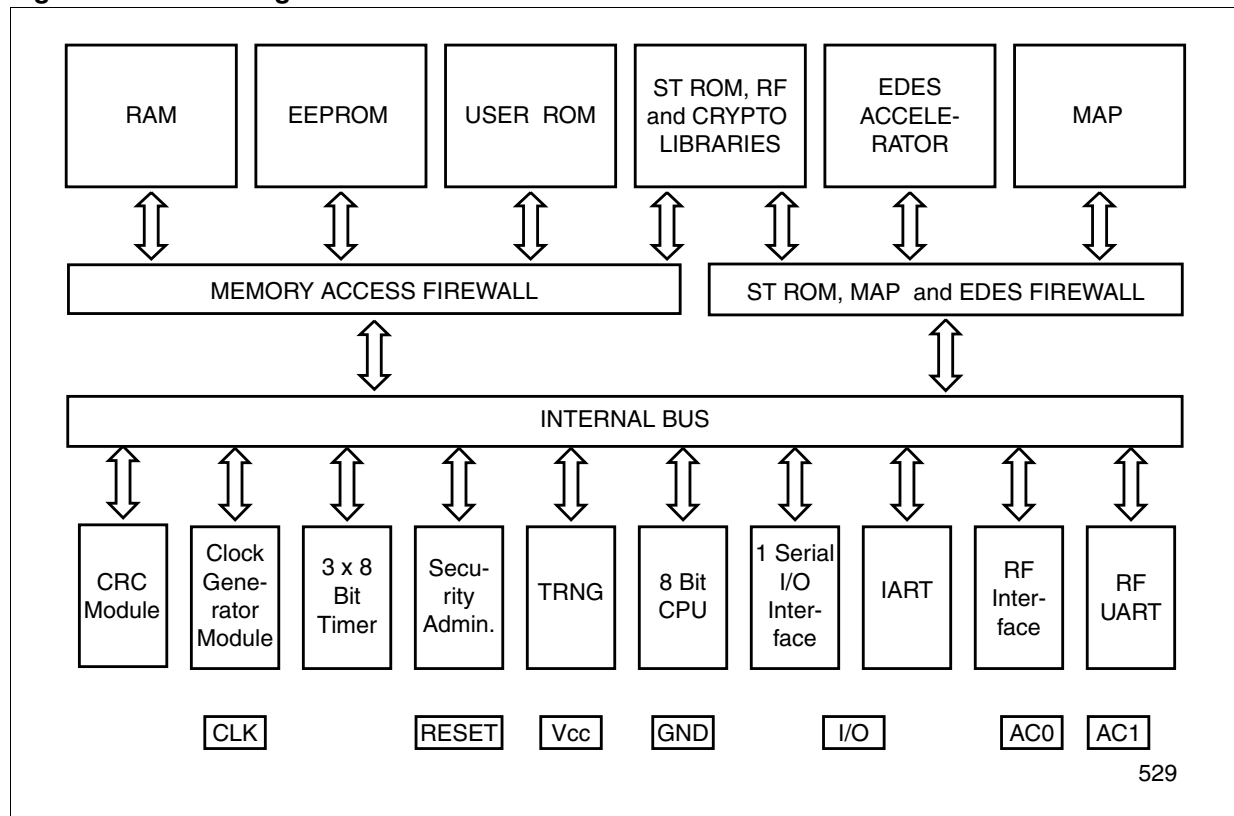 RAM
EEPROM
USER ROM
ST ROM, RF
and CRYPTO
LIBRARIES
EDES
ACCELE-
RATOR
MAP
MEMORY ACCESS FIREWALL
ST ROM, MAP and EDES FIREWALL
INTERNAL BUS
CRC
Module
Clock
Gene-
rator
Module
3 x 8
Bit
Timer
Secu-
rity
Admin.
TRNG
8 Bit
CPU
1 Serial
I/O
Inter-
face
IART
RF
Inter-
face
RF
UART
CLK
RESET
Vcc
GND
I/O
AC0
AC1
529